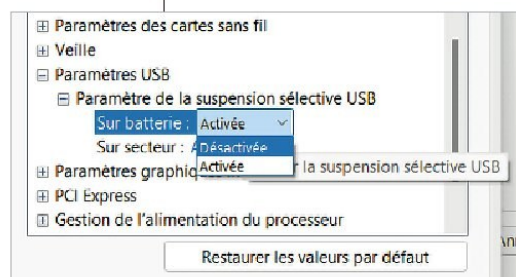 Paramètres des cartes sans fil
Veille
Paramètres USB
Paramètre de la suspension sélective USB
Sur batterie : Activée
Sur secteur :
Désactivée
Activée
Paramètres graphiq
r la suspension sélective USB
PCI Express
Gestion de l'alimentation du processeur
Restaurer les valeurs par défaut